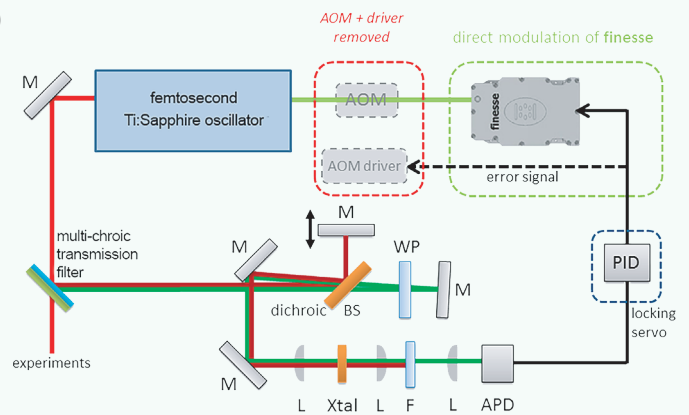 AOM + driver
removed
direct modulation of finesse
M
femtosecond
Ti:Sapphire oscillator
AOM
finesse
AOM driver
error signal
M
multi-chroic
transmission
filter
M
WP
PID
dichroic
BS
M
locking
servo
experiments
M
L
Xtal
L
F
L
APD